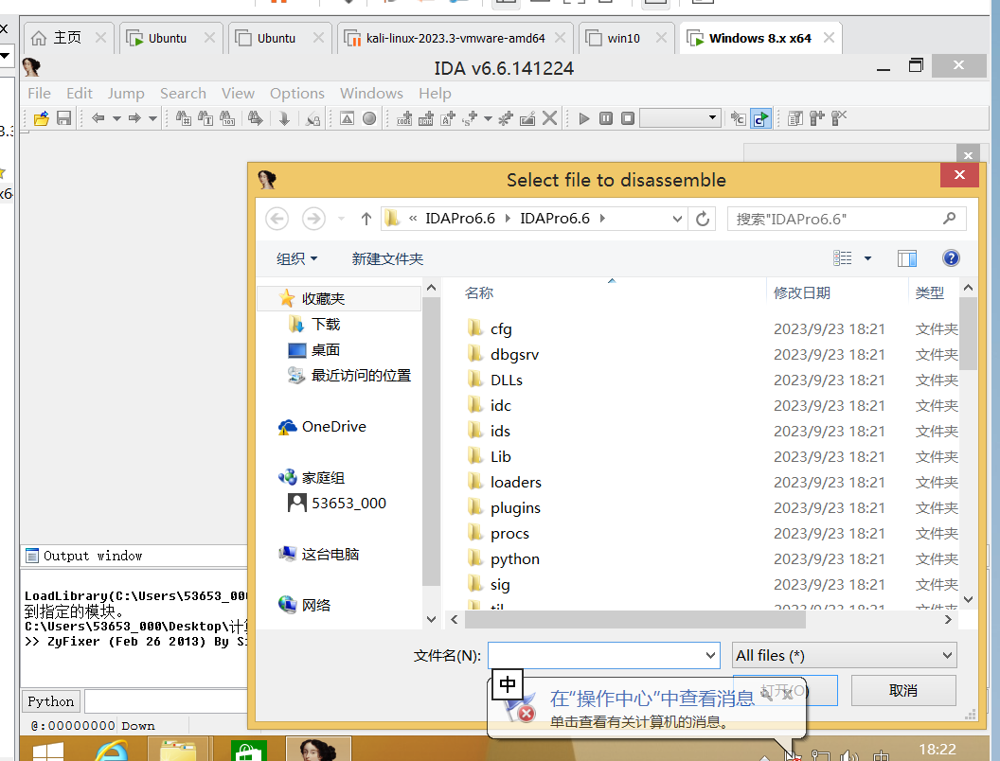 主页
Ubuntu
Ubuntu
kali-linux-2023.3-vmware-amd64
win10
Windows 8.x x64
IDA v6.6.141224
File Edit Jump Search View Options Windows Help
Select file to disassemble
« IDAPro6.6 IDAPro6.6
搜索"IDAPro6.6"
组织 新建文件夹
收藏夹
下载
桌面
最近访问的位置
OneDrive
家庭组
53653_000
这台电脑
网络
名称 修改日期 类型
cfg 2023/9/23 18:21 文件夹
dbgsrv 2023/9/23 18:21 文件夹
DLLs 2023/9/23 18:21 文件夹
idc 2023/9/23 18:21 文件夹
ids 2023/9/23 18:21 文件夹
Lib 2023/9/23 18:21 文件夹
loaders 2023/9/23 18:21 文件夹
plugins 2023/9/23 18:21 文件夹
procs 2023/9/23 18:21 文件夹
python 2023/9/23 18:21 文件夹
sig 2023/9/23 18:21 文件夹
til 2023/9/23 18:21 文件夹
文件名(N):
All files (*)
打开(O)
取消
Output window
LoadLibrary(C:\Users\53653_00
到指定的模块。
C:\Users\53653_000\Desktop\计
>> ZyFixer (Feb 26 2013) By S
Python
@:00000000 Down
中
在“操作中心”中查看消息
单击查看有关计算机的消息。
中
18:22